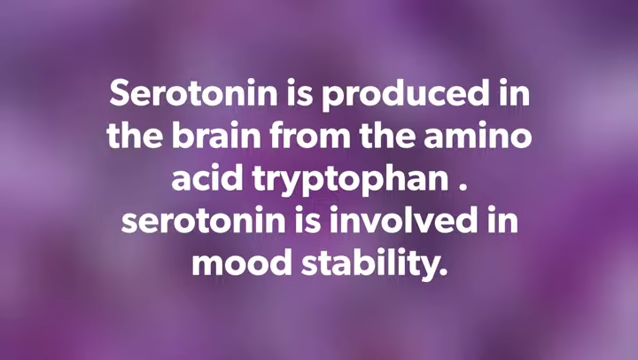 Serotonin is produced in
the brain from the amino
acid tryptophan .
serotonin is involved in
mood stability.